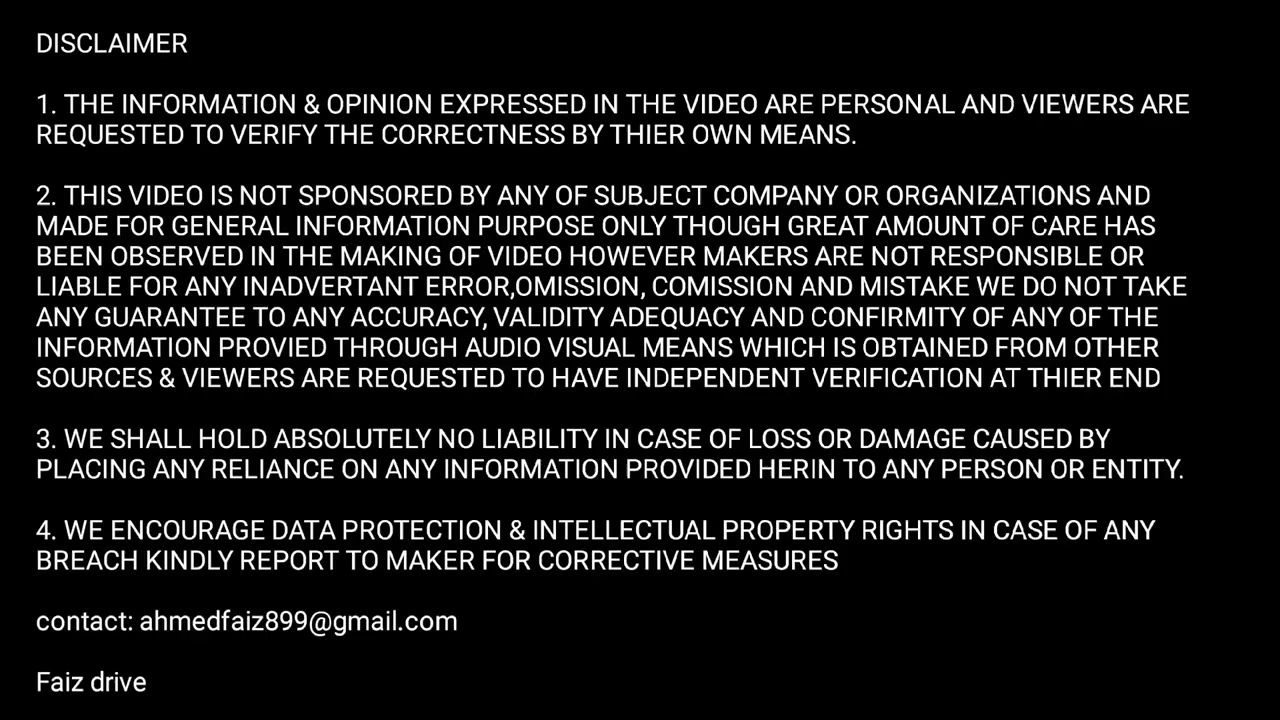 DISCLAIMER
1. THE INFORMATION & OPINION EXPRESSED IN THE VIDEO ARE PERSONAL AND VIEWERS ARE
REQUESTED TO VERIFY THE CORRECTNESS BY THIER OWN MEANS.
2. THIS VIDEO IS NOT SPONSORED BY ANY OF SUBJECT COMPANY OR ORGANIZATIONS AND
MADE FOR GENERAL INFORMATION PURPOSE ONLY THOUGH GREAT AMOUNT OF CARE HAS
BEEN OBSERVED IN THE MAKING OF VIDEO HOWEVER MAKERS ARE NOT RESPONSIBLE OR
LIABLE FOR ANY INADVERTANT ERROR,OMISSION, COMISSION AND MISTAKE WE DO NOT TAKE
ANY GUARANTEE TO ANY ACCURACY, VALIDITY ADEQUACY AND CONFIRMITY OF ANY OF THE
INFORMATION PROVIED THROUGH AUDIO VISUAL MEANS WHICH IS OBTAINED FROM OTHER
SOURCES & VIEWERS ARE REQUESTED TO HAVE INDEPENDENT VERIFICATION AT THIER END
3. WE SHALL HOLD ABSOLUTELY NO LIABILITY IN CASE OF LOSS OR DAMAGE CAUSED BY
PLACING ANY RELIANCE ON ANY INFORMATION PROVIDED HERIN TO ANY PERSON OR ENTITY.
4. WE ENCOURAGE DATA PROTECTION & INTELLECTUAL PROPERTY RIGHTS IN CASE OF ANY
BREACH KINDLY REPORT TO MAKER FOR CORRECTIVE MEASURES
contact: ahmedfaiz899@gmail.com
Faiz drive